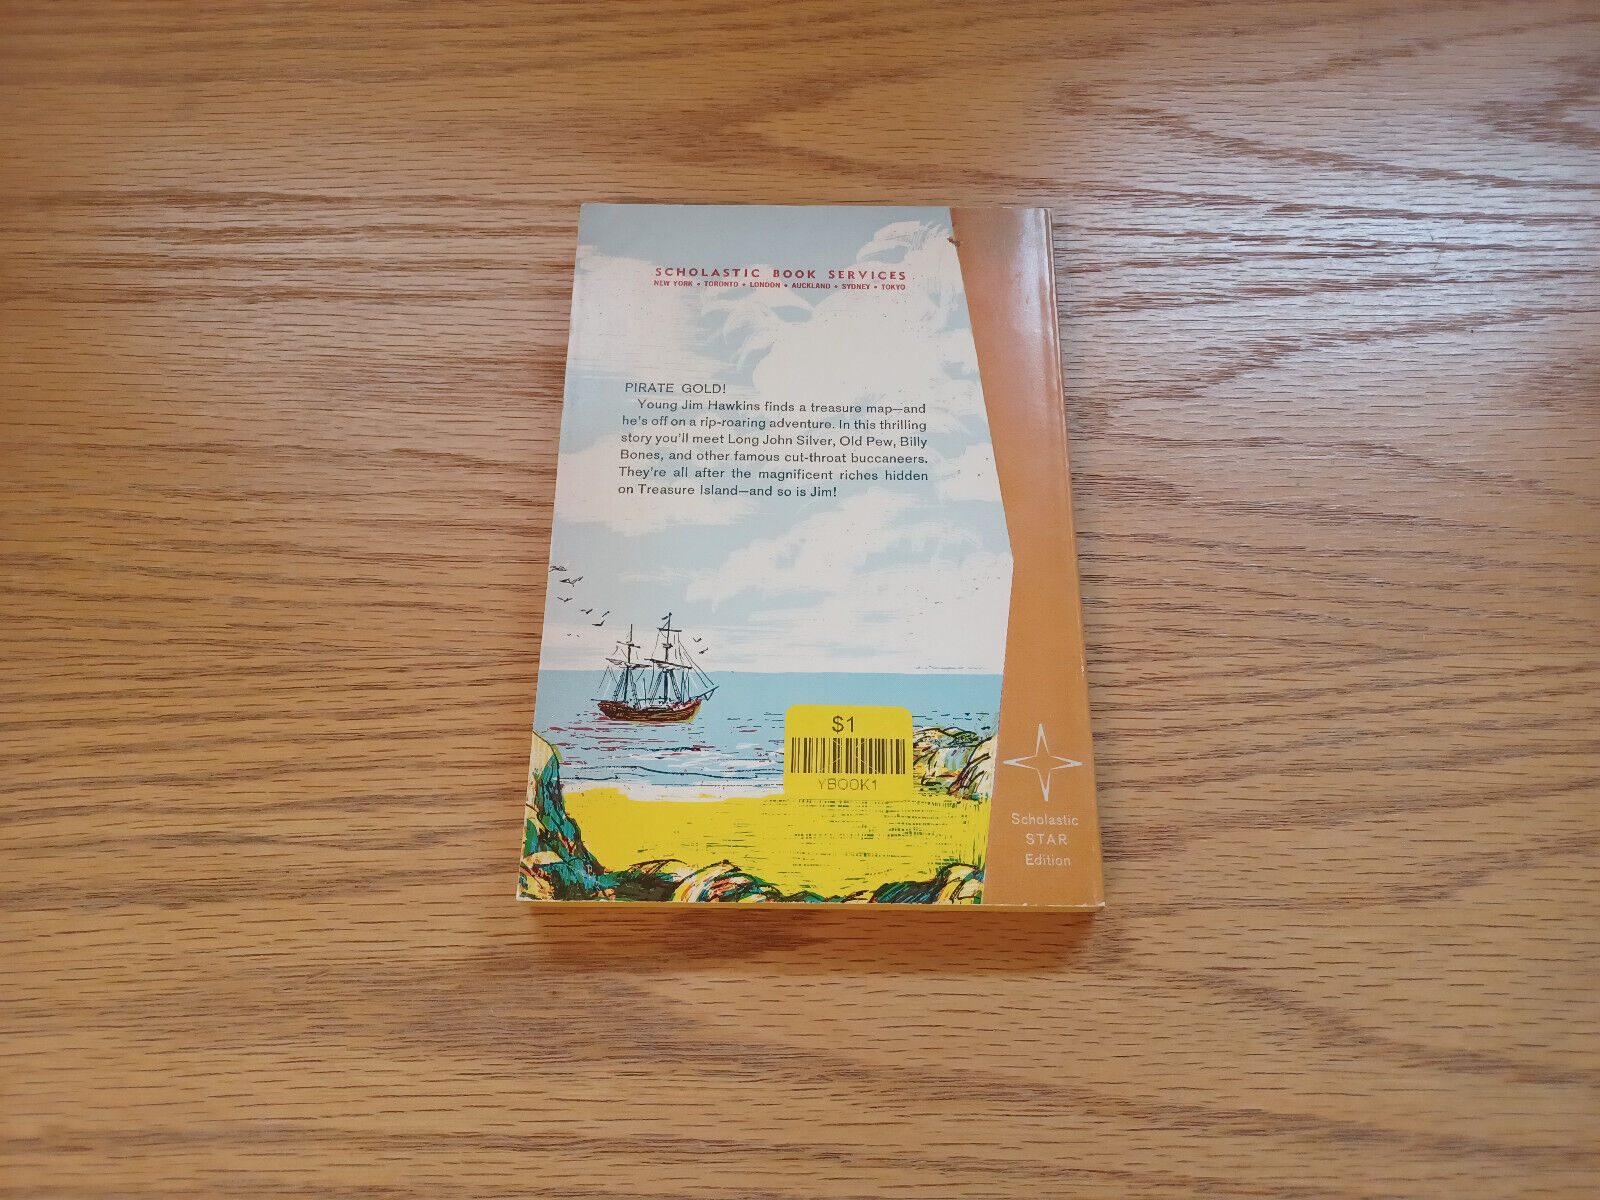 SCHOLASTIC BOOK SERVICES
NEW YORK • TORONTO • LONDON • AUCKLAND • SYDNEY • TOKYO
PIRATE GOLD!
Young Jim Hawkins finds a treasure map—and
he's off on a rip-roaring adventure. In this thrilling
story you'll meet Long John Silver, Old Pew, Billy
Bones, and other famous cut-throat buccaneers.
They're all after the magnificent riches hidden
on Treasure Island—and so is Jim!
$1
YBOOK1
Scholastic
STAR
Edition